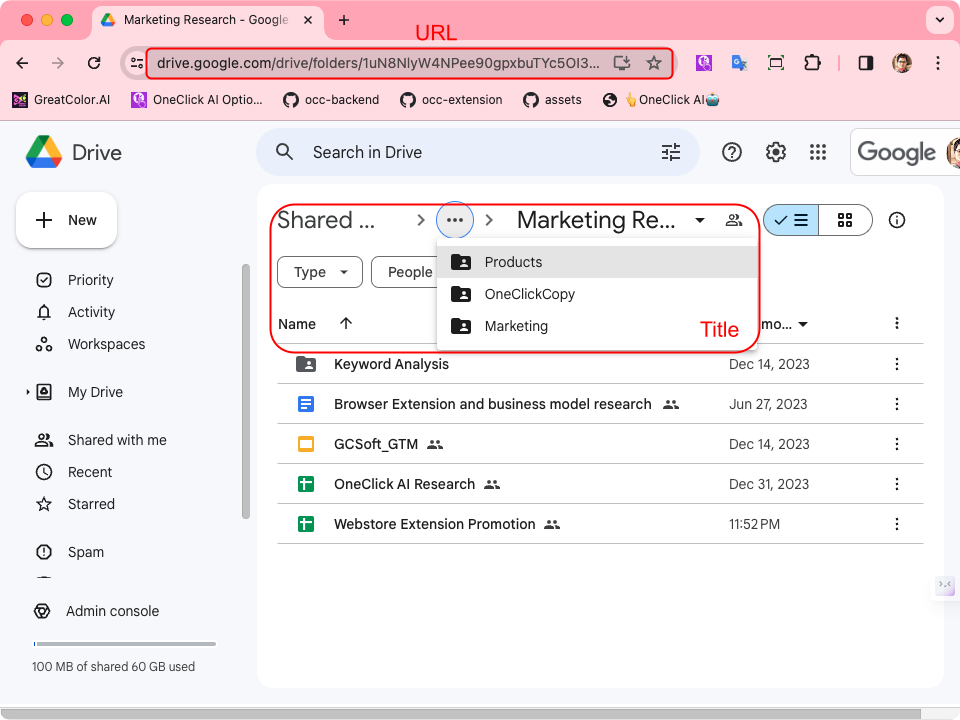 Marketing Research - Google
URL
drive.google.com/drive/folders/1uN8NlyW4NPee90gpxbuTYc5OI3...
GreatColor.AI
OneClick AI Optio...
occ-backend
occ-extension
assets
👆OneClick AI🤖
Drive
Search in Drive
Google
New
Shared ...
Marketing Re...
Type
People
Products
OneClickCopy
Marketing
Title
Name
mo...
Priority
Activity
Workspaces
My Drive
Shared with me
Recent
Starred
Spam
Admin console
100 MB of shared 60 GB used
Keyword Analysis
Dec 14, 2023
Browser Extension and business model research
Jun 27, 2023
GCSoft_GTM
Dec 14, 2023
OneClick AI Research
Dec 31, 2023
Webstore Extension Promotion
11:52 PM